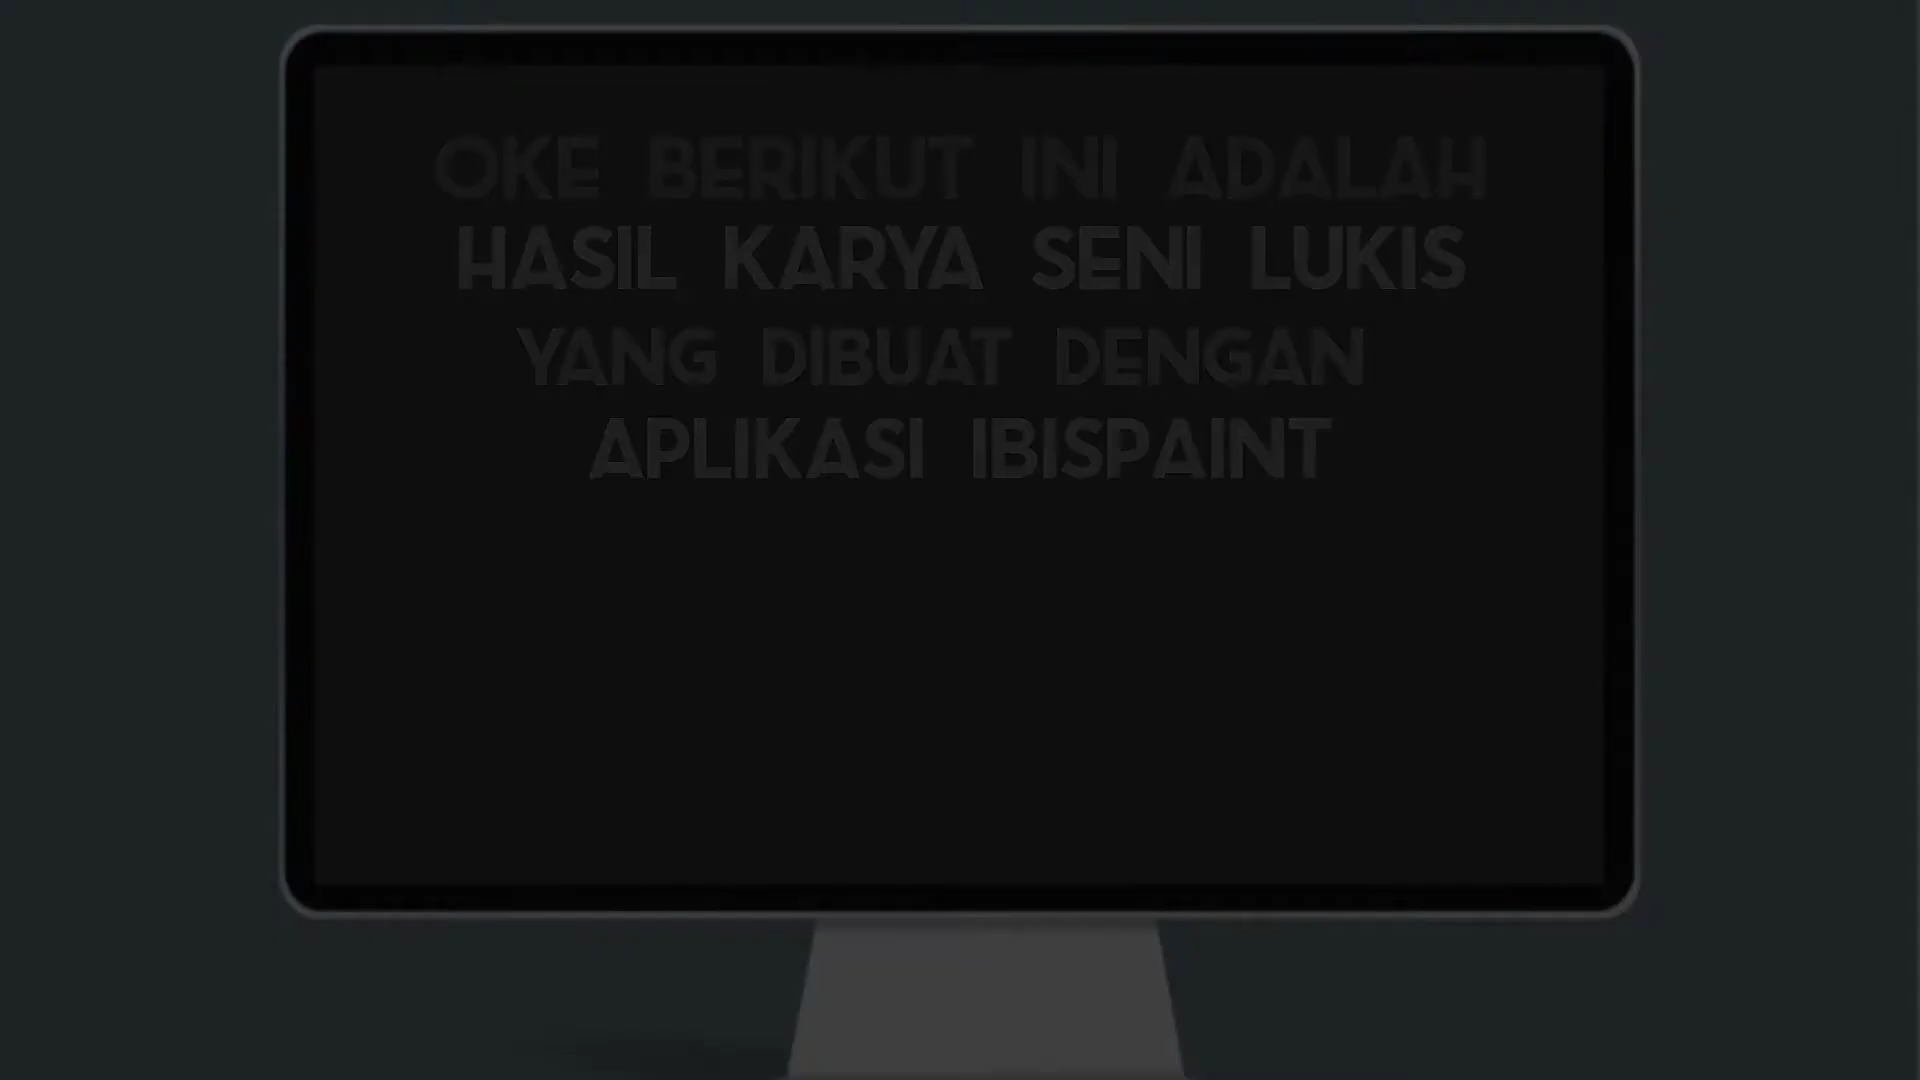 OKE BERIKUT INI ADALAH
HASIL KARYA SENI LUKIS
YANG DIBUAT DENGAN
APLIKASI IBISPAINT